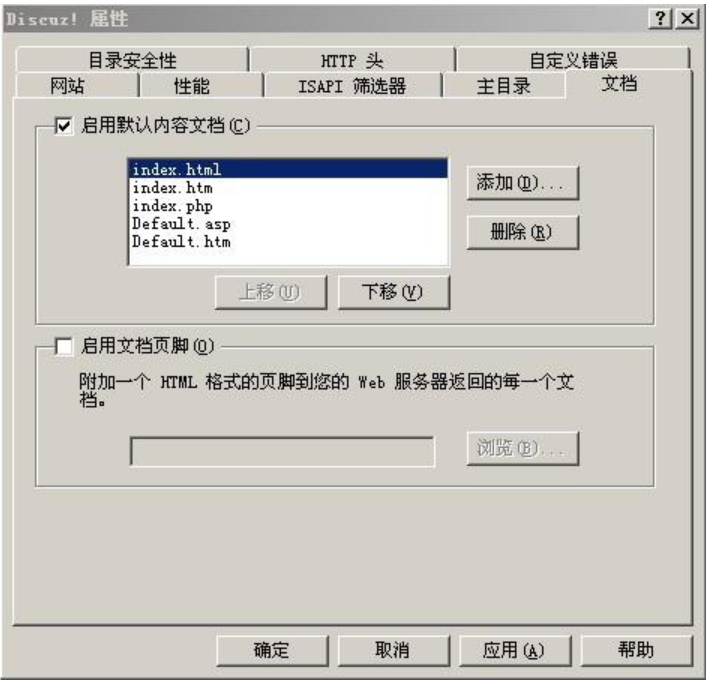 Discuz! 属性
目录安全性 HTTP 头 自定义错误
网站 性能 ISAPI 筛选器 主目录 文档
启用默认内容文档(C)
index.html
index.htm
index.php
Default.asp
Default.htm
添加(D)...
删除(R)
上移(U) 下移(V)
启用文档页脚(O)
附加一个 HTML 格式的页脚到您的 Web 服务器返回的每一个文
档。
浏览(B)...
确定 取消 应用(A) 帮助